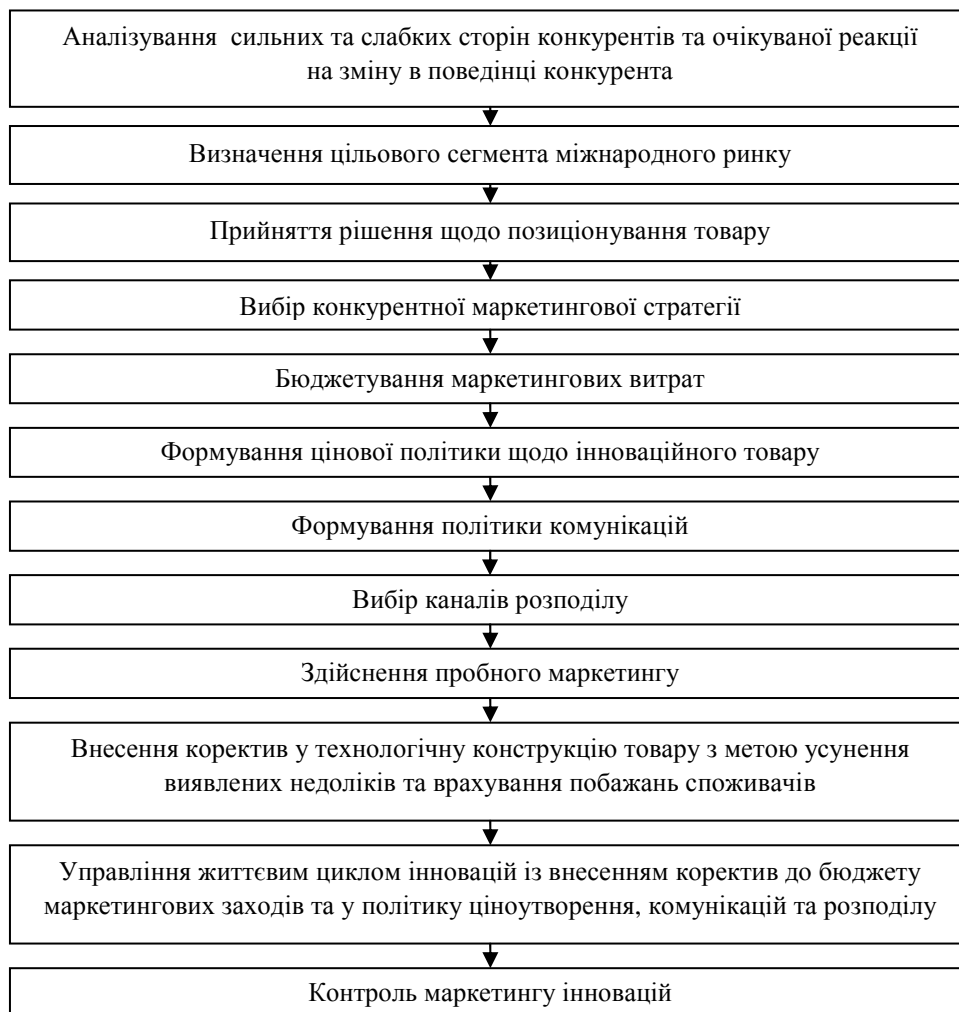 Аналізування сильних та слабких сторін конкурентів та очікуваної реакції
на зміну в поведінці конкурента
Визначення цільового сегмента міжнародного ринку
Прийняття рішення щодо позиціонування товару
Вибір конкурентної маркетингової стратегії
Бюджетування маркетингових витрат
Формування цінової політики щодо інноваційного товару
Формування політики комунікацій
Вибір каналів розподілу
Здійснення пробного маркетингу
Внесення коректив у технологічну конструкцію товару з метою усунення
виявлених недоліків та врахування побажань споживачів
Управління життєвим циклом інновацій із внесенням коректив до бюджету
маркетингових заходів та у політику ціноутворення, комунікацій та розподілу
Контроль маркетингу інновацій